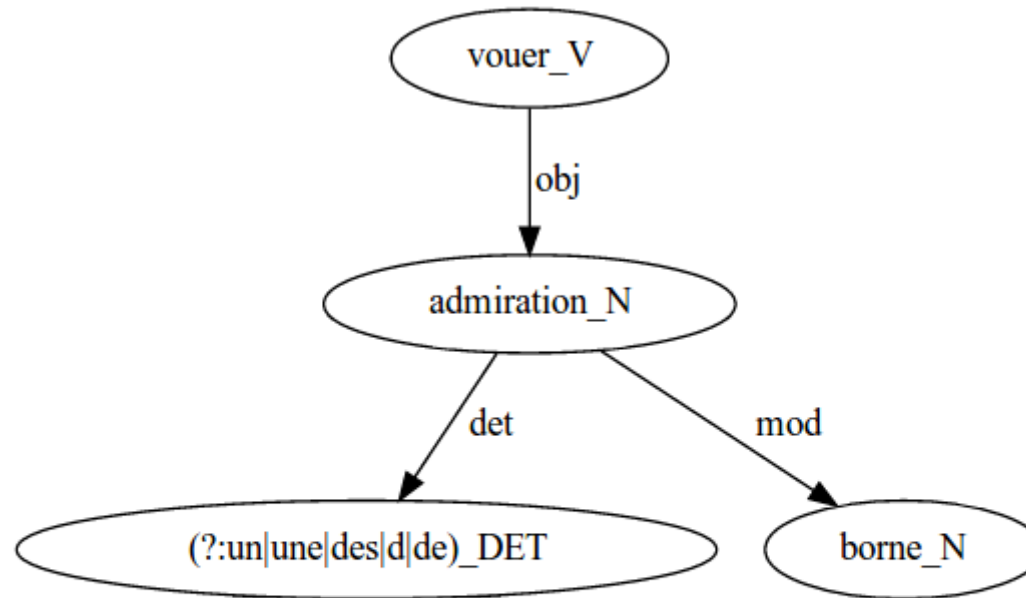 vouer_V
obj
admiration_N
det
mod
(?:un|une|des|d|de)_DET
borne_N